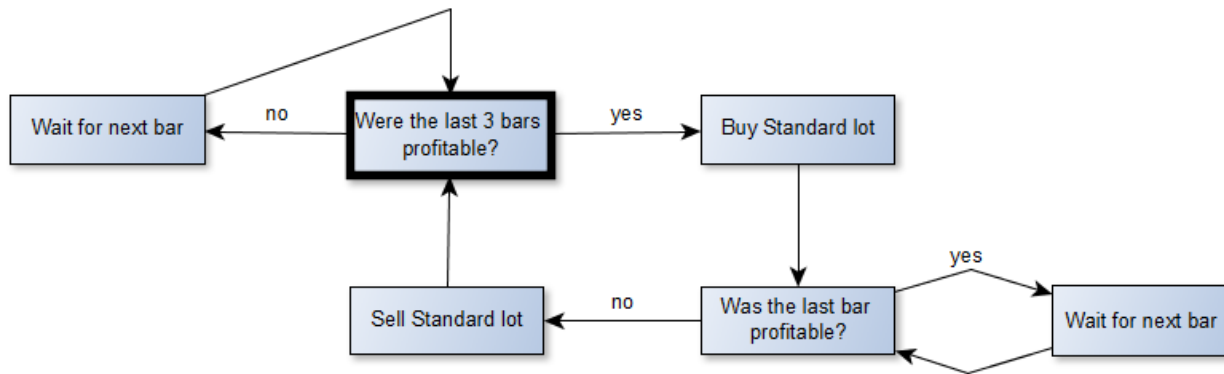 Wait for next bar
no
Were the last 3 bars
profitable?
yes
Buy Standard lot
Sell Standard lot
no
Was the last bar
profitable?
yes
Wait for next bar